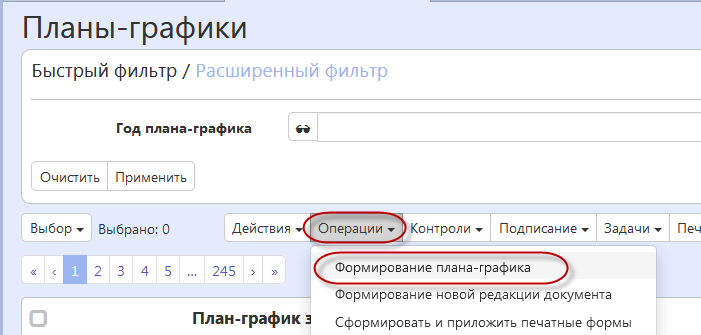 Планы-графики
Быстрый фильтр / Расширенный фильтр
Год плана-графика
Очистить Применить
Выбор Выбрано: 0 Действия Операции Контроли Подписание Задачи Печ
« ‹ 1 2 3 4 5 ... 245 › »
Формирование плана-графика
Формирование новой редакции документа
План-график з
Сформировать и приложить печатные формы